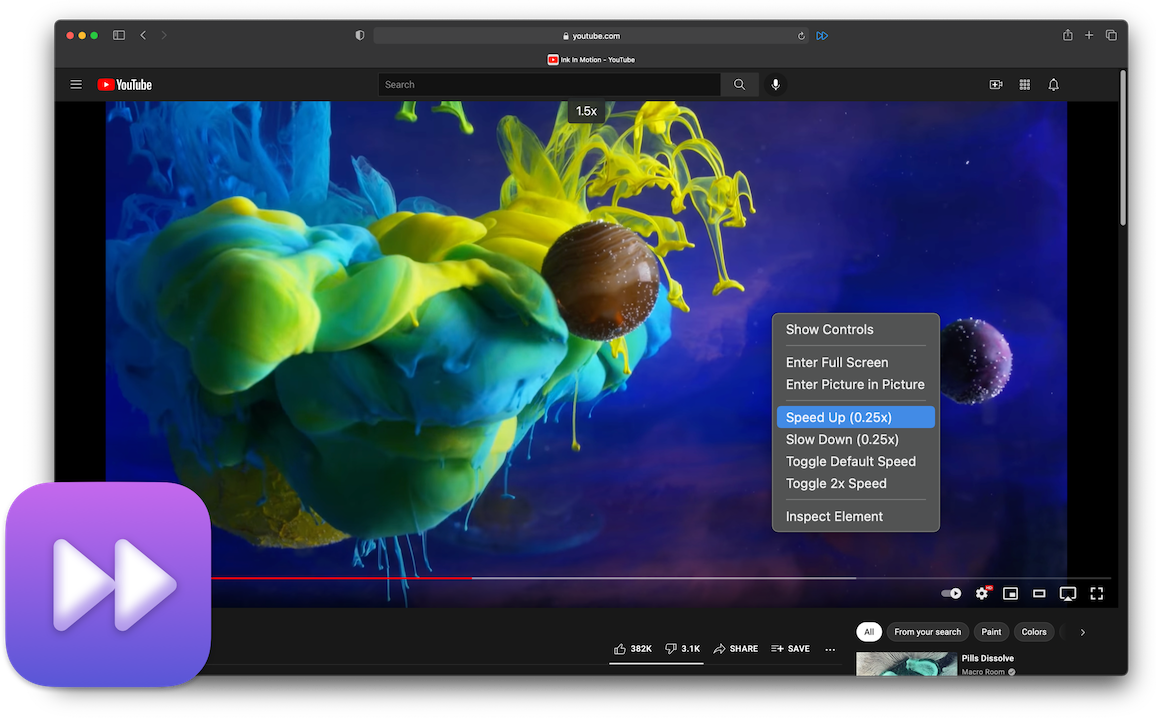 youtube.com
Ink In Motion - YouTube
YouTube
Search
1.5x
Show Controls
Enter Full Screen
Enter Picture in Picture
Speed Up (0.25x)
Slow Down (0.25x)
Toggle Default Speed
Toggle 2x Speed
Inspect Element
HD
All
From your search
Paint
Colors
382K
3.1K
SHARE
SAVE
Pills Dissolve
Macro Room